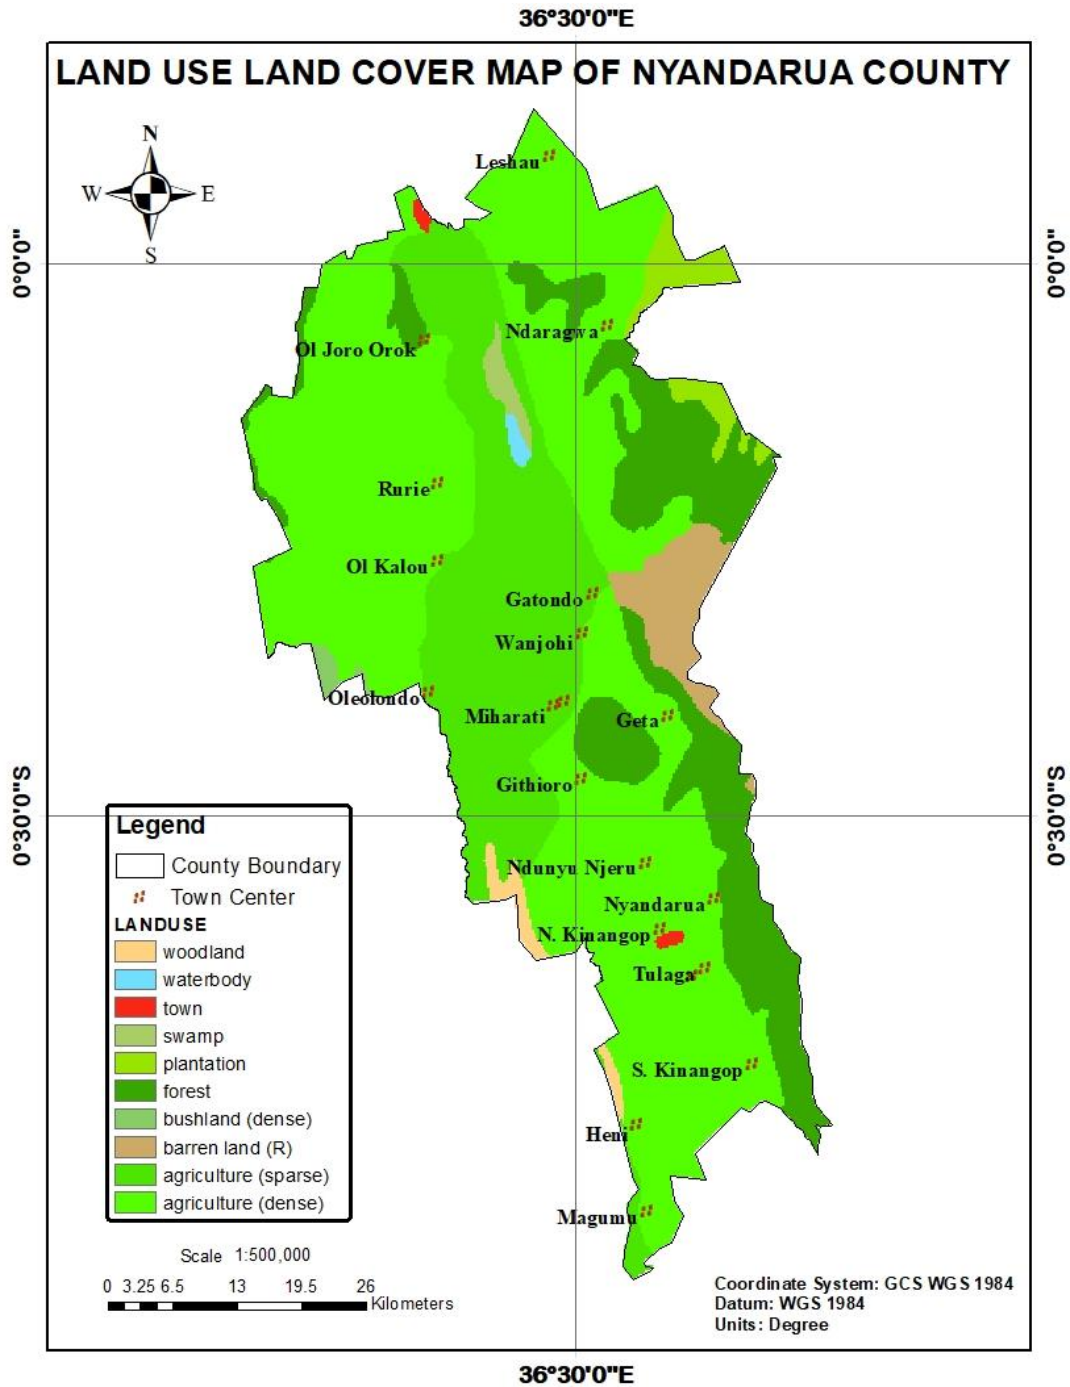 36°30'0"E
LAND USE LAND COVER MAP OF NYANDARUA COUNTY
N
W E
S
Leshau
0°0'0"
0°0'0"
Ndaragwa
Ol Joro Orok
Rurie
Ol Kalou
Gatondo
Wanjohi
Oleolondo
Miharati
Geta
Githioro
0°30'0"S
0°30'0"S
Ndunyu Njeru
Nyandarua
N. Kinangop
Tulaga
S. Kinangop
Heni
Magumu
Legend
County Boundary
Town Center
LANDUSE
woodland
waterbody
town
swamp
plantation
forest
bushland (dense)
barren land (R)
agriculture (sparse)
agriculture (dense)
Scale 1:500,000
0 3.25 6.5 13 19.5 26
Kilometers
Coordinate System: GCS WGS 1984
Datum: WGS 1984
Units: Degree
36°30'0"E